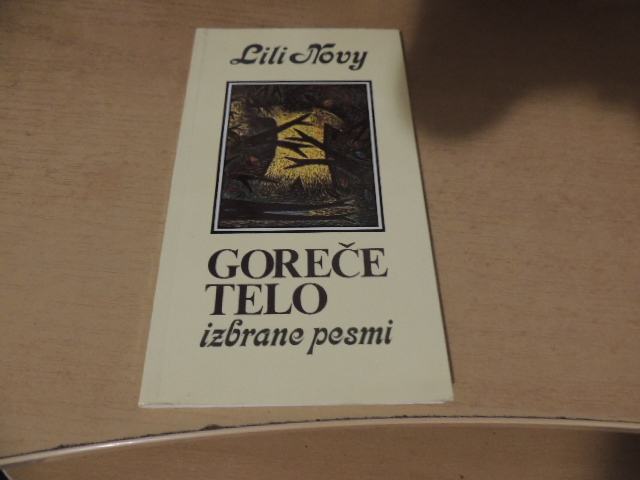 Lili Novy
GOREČE
TELO
izbrane pesmi